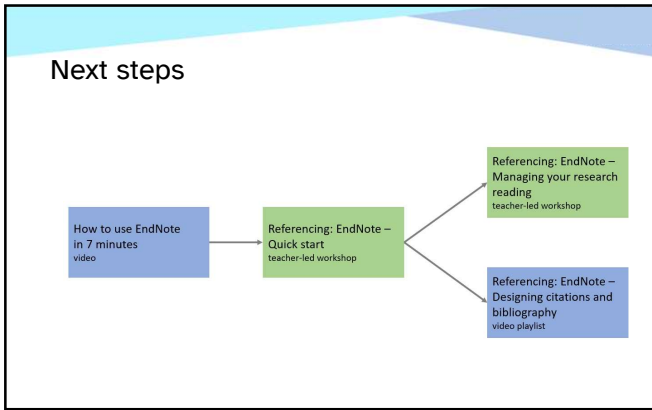 Next steps
How to use EndNote
in 7 minutes
video
Referencing: EndNote –
Quick start
teacher-led workshop
Referencing: EndNote –
Managing your research
reading
teacher-led workshop
Referencing: EndNote –
Designing citations and
bibliography
video playlist